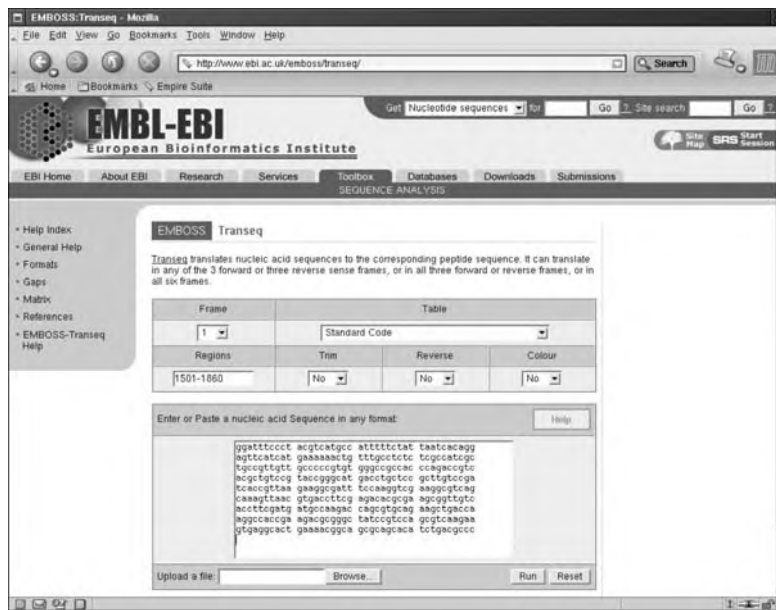 EMBOSS:Transeq - Mozilla
File Edit View Go Bookmarks Tools Window Help
http://www.ebi.ac.uk/emboss/transeq/ Search
Home Bookmarks Empire Suite
Get Nucleotide sequences for Go ? Site search Go ?
EMBL-EBI
European Bioinformatics Institute
Site Map SRS Start Session
EBI Home About EBI Research Services Toolbox Databases Downloads Submissions
SEQUENCE ANALYSIS
Help Index
General Help
Formats
Gaps
Matrix
References
EMBOSS-Transeq
Help
EMBOSS Transeq
Transeq translates nucleic acid sequences to the corresponding peptide sequence. It can translate
in any of the 3 forward or three reverse sense frames, or in all three forward or reverse frames, or in
all six frames.
Frame Table
1 Standard Code
Regions Trim Reverse Colour
1501-1860 No No No
Enter or Paste a nucleic acid Sequence in any format: Help
ggatttccct acgtcatgcc atttttctat taatcacagg
agttcatcat gaaaaaactg tttgcctctc tcgccatcgc
tgccgttgtt gcccccgtgt gggccgccac ccagaccgtc
acgctgtccg taccgggcat gacctgctcc gcttgtccga
tcaccgttaa gaaggcgatt tccaaggtcg aaggcgtcag
caaagttaac gtgaccttcg agacacgcga agcggttgtc
accttcgatg atgccaagac cagcgtgcag aagctgacca
aggccaccga agacgcgggc tatccgtcca gcgtcaagaa
gtgaggcact gaaaacggca gcgcagcaca tctgacgccc
Upload a file: Browse... Run Reset